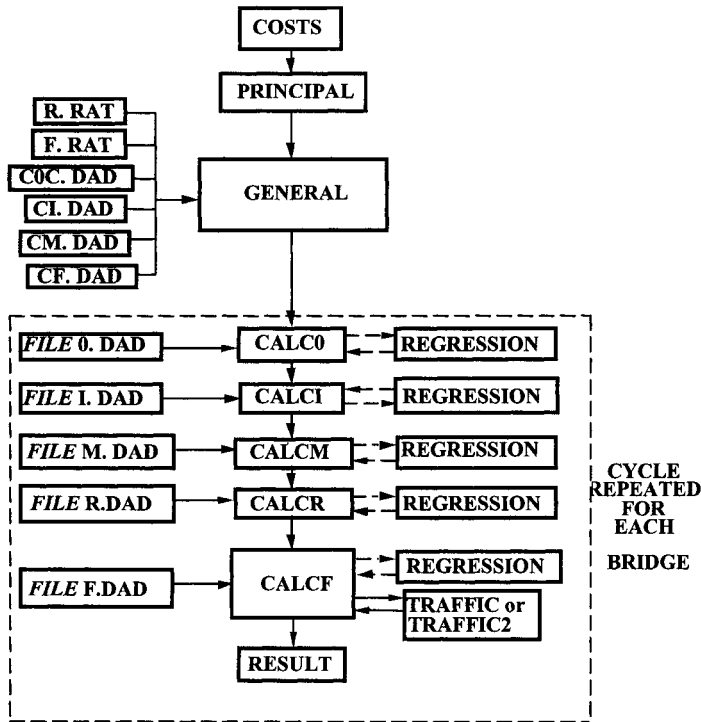 COSTS
PRINCIPAL
R. RAT
F. RAT
C0C. DAD
CI. DAD
CM. DAD
CF. DAD
GENERAL
FILE 0. DAD
CALC0
REGRESSION
FILE I. DAD
CALCI
REGRESSION
FILE M. DAD
CALCM
REGRESSION
FILE R.DAD
CALCR
REGRESSION
FILE F.DAD
CALCF
REGRESSION
TRAFFIC or
TRAFFIC2
RESULT
CYCLE
REPEATED
FOR
EACH
BRIDGE